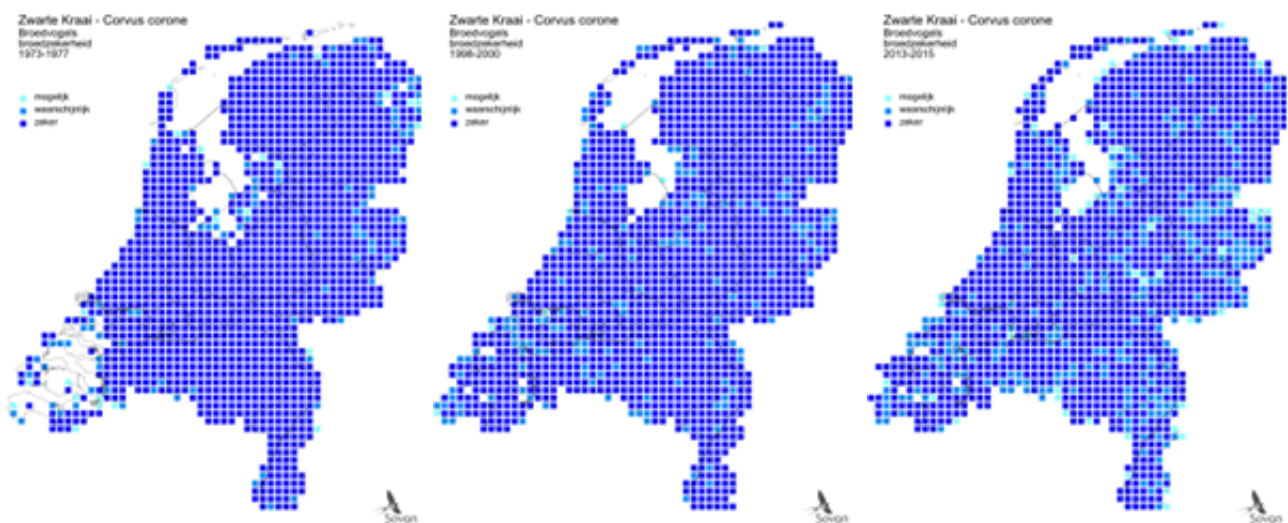 Zwarte Kraai - Corvus corone
Broedvogels
broedzekerheid
1973-1977
mogelijk
waarschijnlijk
zeker
Sovon
Zwarte Kraai - Corvus corone
Broedvogels
broedzekerheid
1998-2000
mogelijk
waarschijnlijk
zeker
Sovon
Zwarte Kraai - Corvus corone
Broedvogels
broedzekerheid
2013-2015
mogelijk
waarschijnlijk
zeker
Sovon